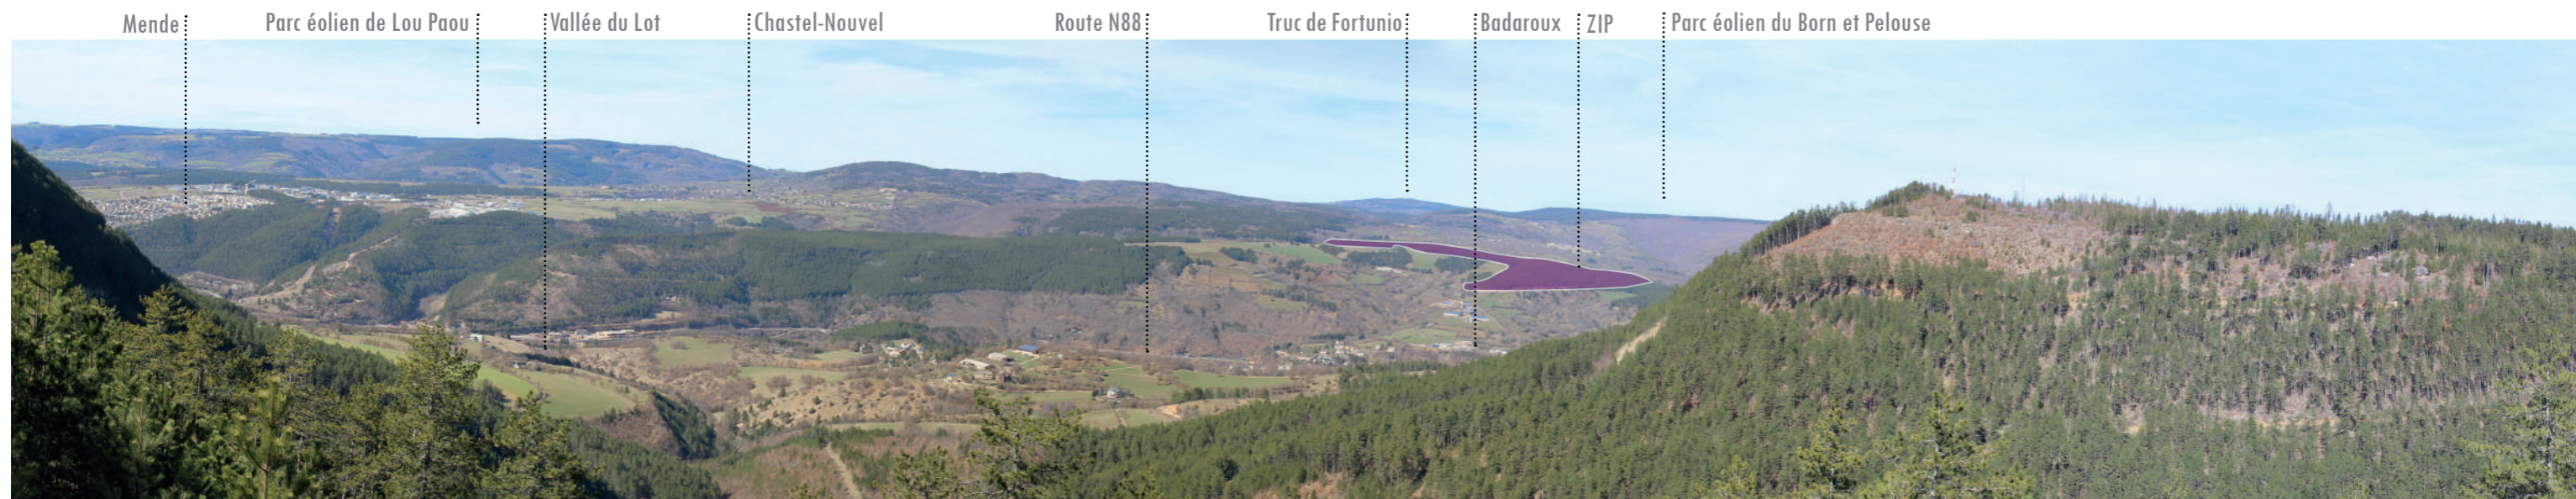 Mende
Parc éolien de Lou Paou
Vallée du Lot
Chastel-Nouvel
Route N88
Truc de Fortunio
Badaroux
ZIP
Parc éolien du Born et Pelouse